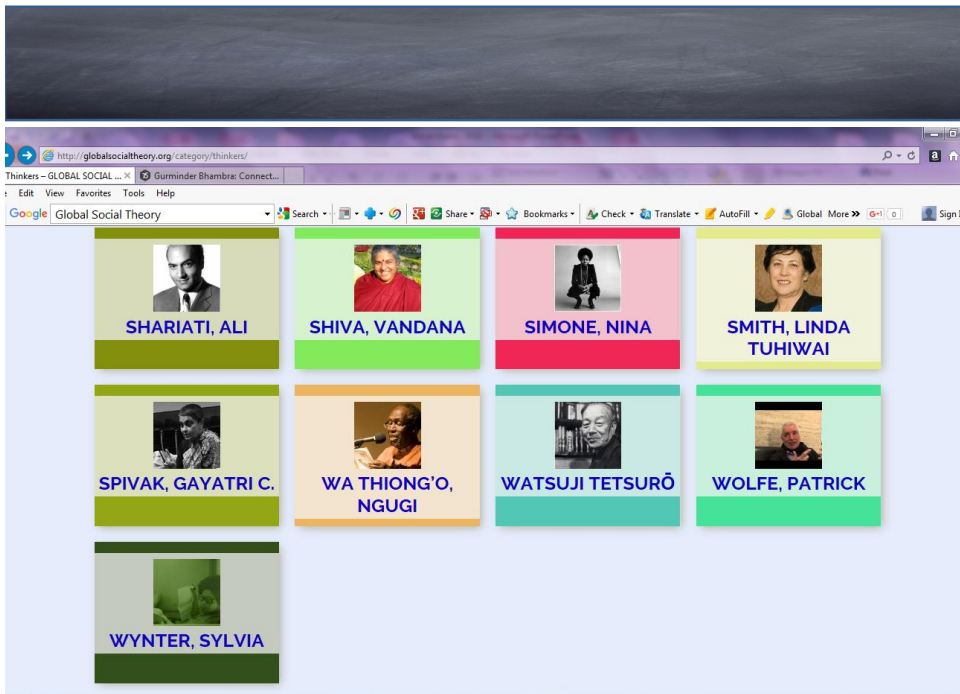 http://globalsocialtheory.org/category/thinkers/
Thinkers – GLOBAL SOCIAL ... Gurminder Bhambra: Connect...
Edit View Favorites Tools Help
Google Global Social Theory Search Share Bookmarks Check Translate AutoFill Global More » G+1 0 Sign
SHARIATI, ALI
SHIVA, VANDANA
SIMONE, NINA
SMITH, LINDA
TUHIWAI
SPIVAK, GAYATRI C.
WA THIONG'O,
NGUGI
WATSUJI TETSURŌ
WOLFE, PATRICK
WYNTER, SYLVIA